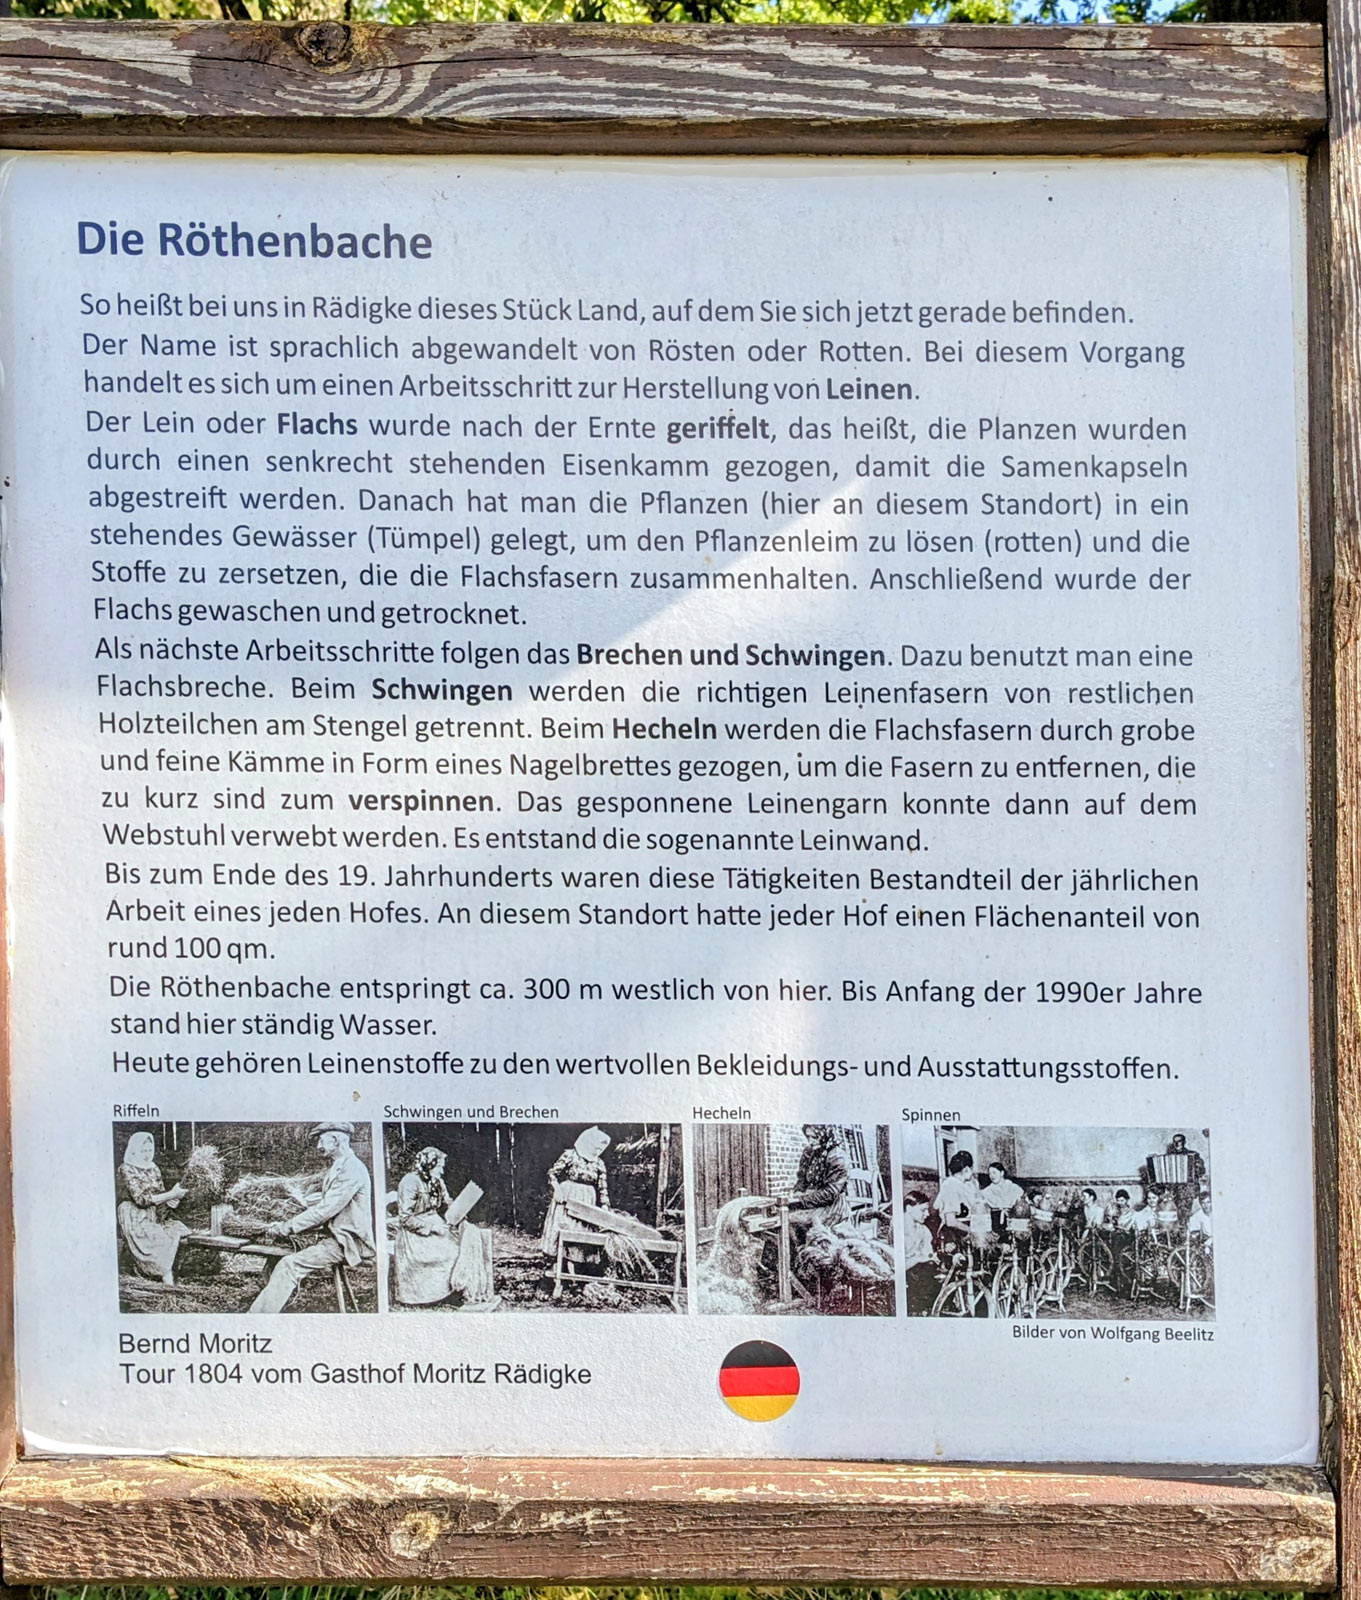 Die Röthenbache
So heißt bei uns in Rädigke dieses Stück Land, auf dem Sie sich jetzt gerade befinden.
Der Name ist sprachlich abgewandelt von Rösten oder Rotten. Bei diesem Vorgang
handelt es sich um einen Arbeitsschritt zur Herstellung von Leinen.
Der Lein oder Flachs wurde nach der Ernte geriffelt, das heißt, die Planzen wurden
durch einen senkrecht stehenden Eisenkamm gezogen, damit die Samenkapseln
abgestreift werden. Danach hat man die Pflanzen (hier an diesem Standort) in ein
stehendes Gewässer (Tümpel) gelegt, um den Pflanzenleim zu lösen (rotten) und die
Stoffe zu zersetzen, die die Flachsfasern zusammenhalten. Anschließend wurde der
Flachs gewaschen und getrocknet.
Als nächste Arbeitsschritte folgen das Brechen und Schwingen. Dazu benutzt man eine
Flachsbreche. Beim Schwingen werden die richtigen Leinenfasern von restlichen
Holzteilchen am Stengel getrennt. Beim Hecheln werden die Flachsfasern durch grobe
und feine Kämme in Form eines Nagelbrettes gezogen, um die Fasern zu entfernen, die
zu kurz sind zum verspinnen. Das gesponnene Leinengarn konnte dann auf dem
Webstuhl verwebt werden. Es entstand die sogenannte Leinwand.
Bis zum Ende des 19. Jahrhunderts waren diese Tätigkeiten Bestandteil der jährlichen
Arbeit eines jeden Hofes. An diesem Standort hatte jeder Hof einen Flächenanteil von
rund 100 qm.
Die Röthenbache entspringt ca. 300 m westlich von hier. Bis Anfang der 1990er Jahre
stand hier ständig Wasser.
Heute gehören Leinenstoffe zu den wertvollen Bekleidungs- und Ausstattungsstoffen.
Riffeln
Schwingen und Brechen
Hecheln
Spinnen
Bilder von Wolfgang Beelitz
Bernd Moritz
Tour 1804 vom Gasthof Moritz Rädigke